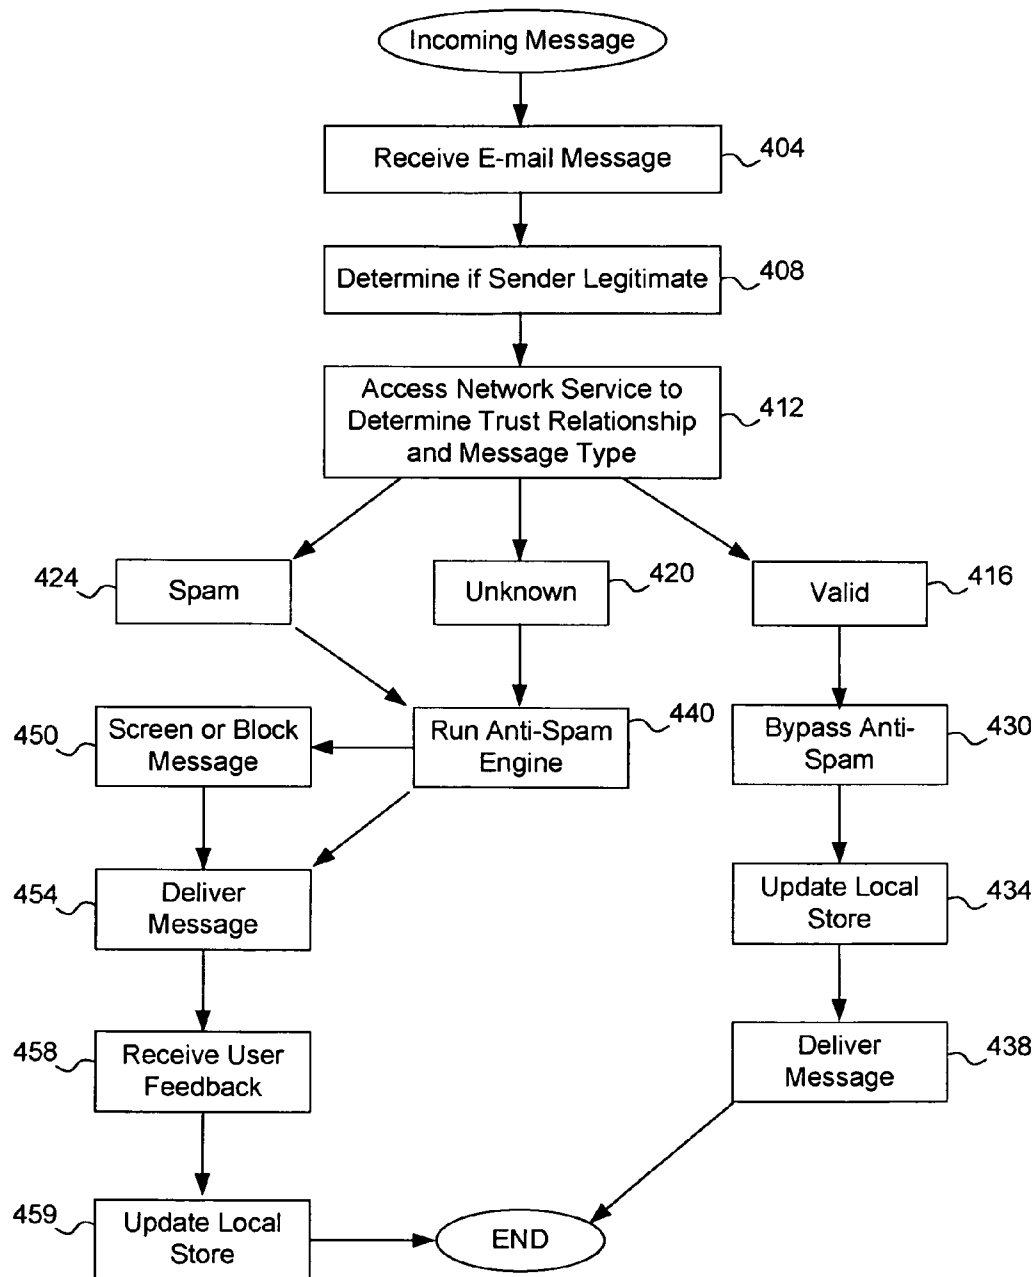 Incoming Message
Receive E-mail Message
404
Determine if Sender Legitimate
408
Access Network Service to
Determine Trust Relationship
and Message Type
412
424
Spam
Unknown
420
Valid
416
450
Screen or Block
Message
Run Anti-Spam
Engine
440
Bypass Anti-
Spam
430
454
Deliver
Message
Update Local
Store
434
458
Receive User
Feedback
Deliver
Message
438
459
Update Local
Store
END